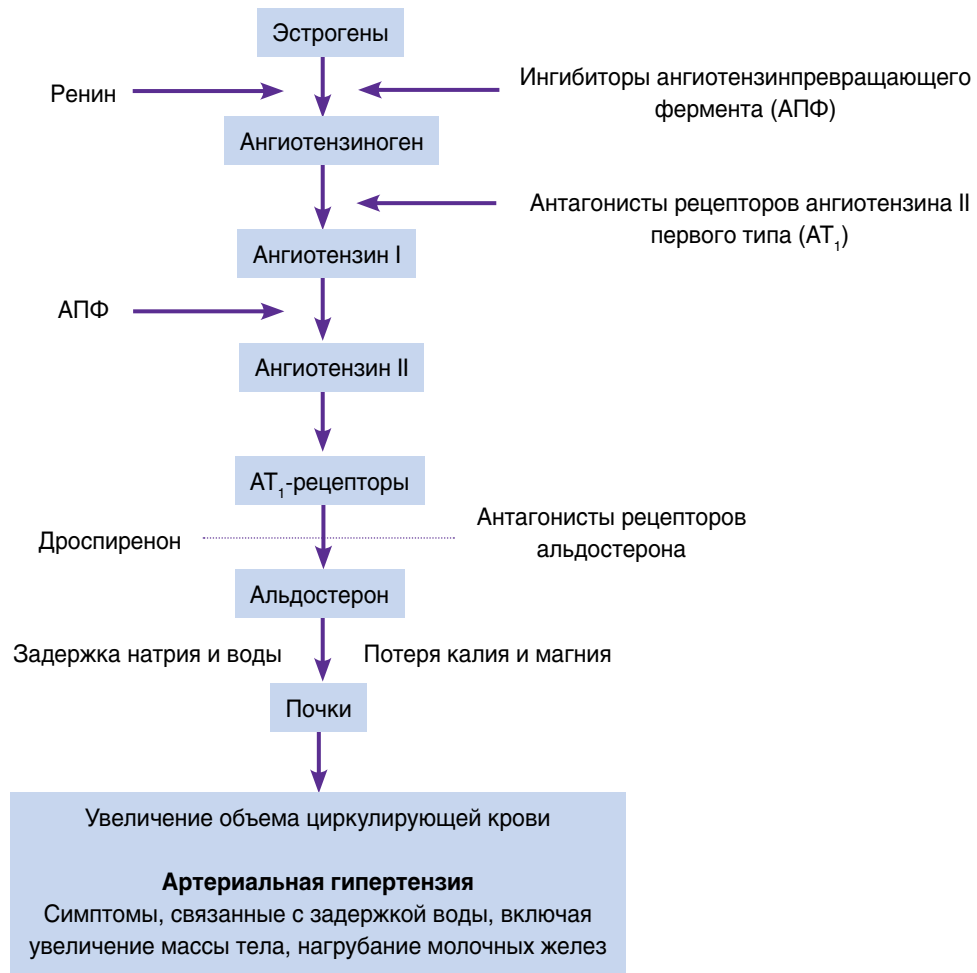 Эстрогены
Ренин
Ингибиторы ангиотензинпревращающего
фермента (АПФ)
Ангиотензиноген
Антагонисты рецепторов ангиотензина II
первого типа (АТ₁)
Ангиотензин I
АПФ
Ангиотензин II
АТ₁-рецепторы
Дроспиренон
Антагонисты рецепторов
альдостерона
Альдостерон
Задержка натрия и воды
Потеря калия и магния
Почки
Увеличение объема циркулирующей крови
Артериальная гипертензия
Симптомы, связанные с задержкой воды, включая
увеличение массы тела, нагрубание молочных желез